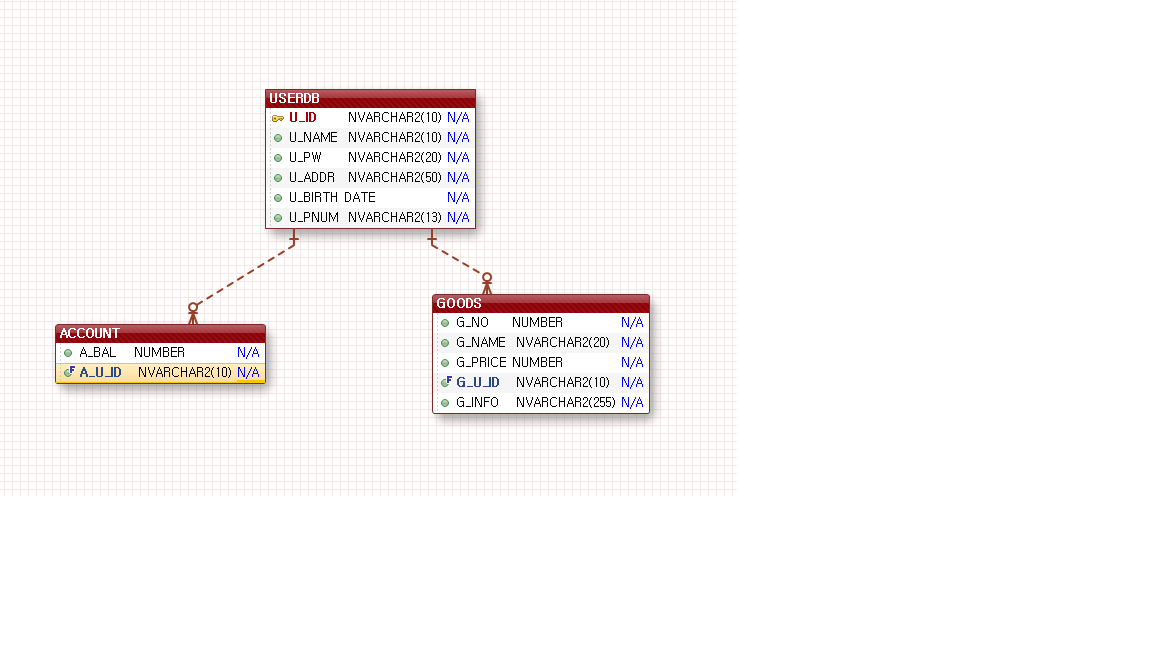 USERDB
U_ID NVARCHAR2(10) N/A
U_NAME NVARCHAR2(10) N/A
U_PW NVARCHAR2(20) N/A
U_ADDR NVARCHAR2(50) N/A
U_BIRTH DATE N/A
U_PNUM NVARCHAR2(13) N/A
ACCOUNT
A_BAL NUMBER N/A
F A_U_ID NVARCHAR2(10) N/A
GOODS
G_NO NUMBER N/A
G_NAME NVARCHAR2(20) N/A
G_PRICE NUMBER N/A
F G_U_ID NVARCHAR2(10) N/A
G_INFO NVARCHAR2(255) N/A